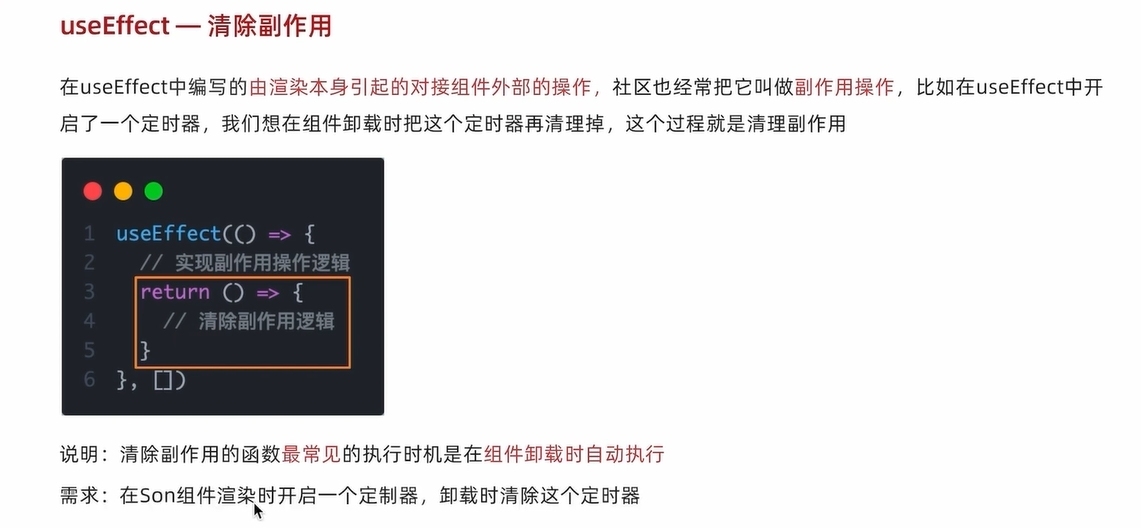 useEffect — 清除副作用
在useEffect中编写的由渲染本身引起的对接组件外部的操作，社区也经常把它叫做副作用操作，比如在useEffect中开
启了一个定时器，我们想在组件卸载时把这个定时器再清理掉，这个过程就是清理副作用
1 useEffect(() => {
2 // 实现副作用操作逻辑
3 return () => {
4 // 清除副作用逻辑
5 }
6 }, [])
说明：清除副作用的函数最常见的执行时机是在组件卸载时自动执行
需求：在Son组件渲染时开启一个定制器，卸载时清除这个定时器